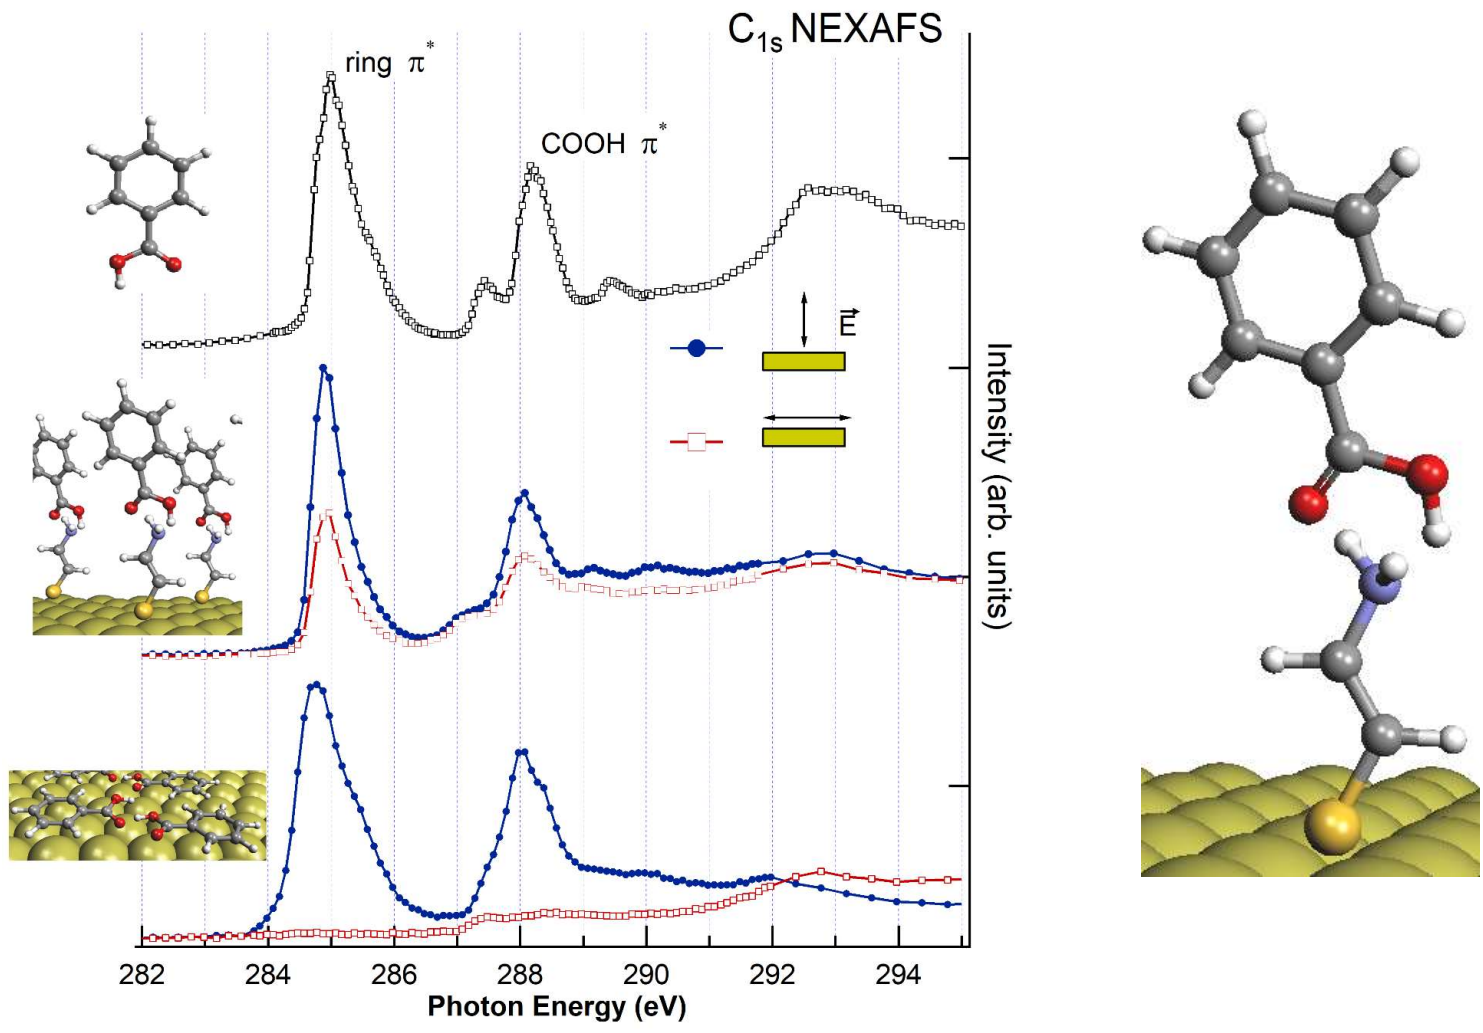 C1s NEXAFS
ring π*
COOH π*
E
Intensity (arb. units)
282 284 286 288 290 292 294
Photon Energy (eV)